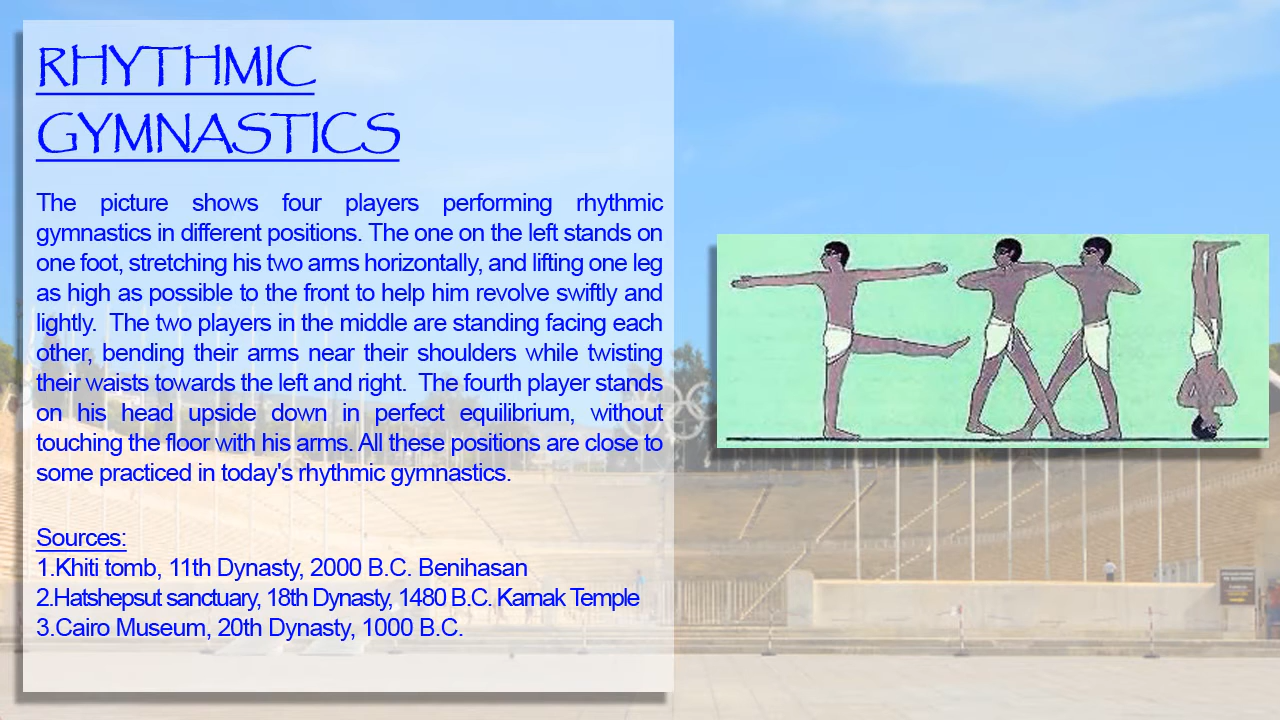 RHYTHMIC
GYMNASTICS
The picture shows four players performing rhythmic
gymnastics in different positions. The one on the left stands on
one foot, stretching his two arms horizontally, and lifting one leg
as high as possible to the front to help him revolve swiftly and
lightly. The two players in the middle are standing facing each
other, bending their arms near their shoulders while twisting
their waists towards the left and right. The fourth player stands
on his head upside down in perfect equilibrium, without
touching the floor with his arms. All these positions are close to
some practiced in today's rhythmic gymnastics.
Sources:
1.Khiti tomb, 11th Dynasty, 2000 B.C. Benihasan
2.Hatshepsut sanctuary, 18th Dynasty, 1480 B.C. Karnak Temple
3.Cairo Museum, 20th Dynasty, 1000 B.C.